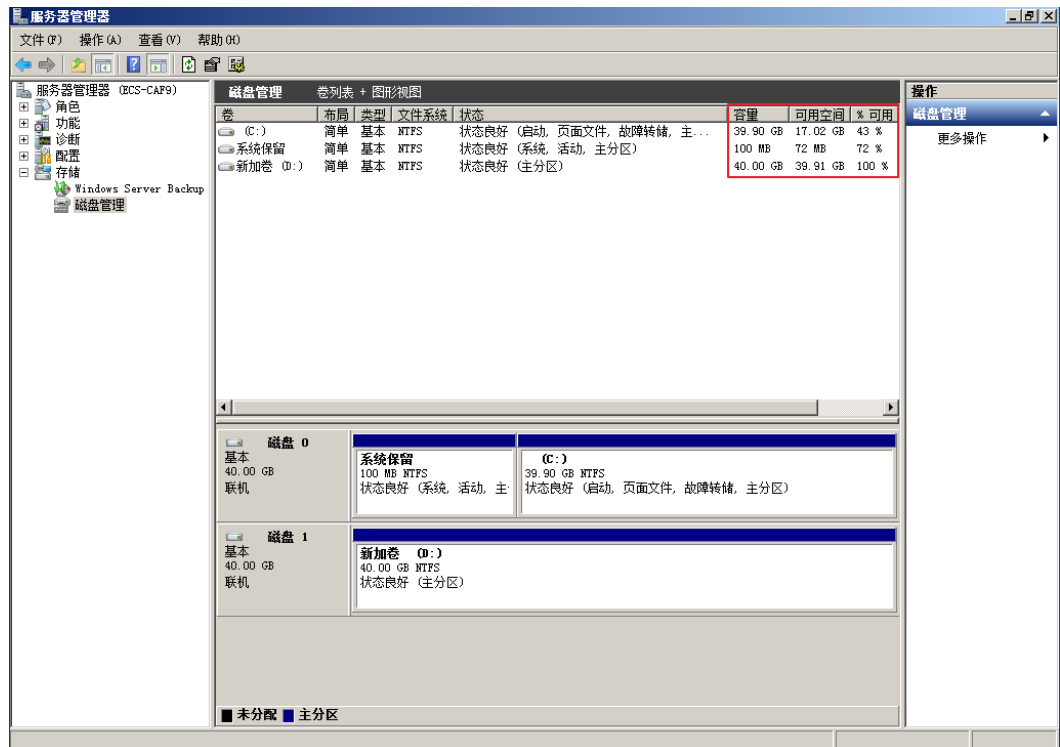 服务器管理器
文件(F) 操作(A) 查看(V) 帮助(H)
服务器管理器 (ECS-CAF9)
角色
功能
诊断
配置
存储
Windows Server Backup
磁盘管理
磁盘管理 卷列表 + 图形视图
卷 布局 类型 文件系统 状态 容量 可用空间 % 可用
(C:) 简单 基本 NTFS 状态良好 (启动, 页面文件, 故障转储, 主... 39.90 GB 17.02 GB 43 %
系统保留 简单 基本 NTFS 状态良好 (系统, 活动, 主分区) 100 MB 72 MB 72 %
新加卷 (D:) 简单 基本 NTFS 状态良好 (主分区) 40.00 GB 39.91 GB 100 %
磁盘 0
基本
40.00 GB
联机
系统保留
100 MB NTFS
状态良好 (系统, 活动, 主
(C:)
39.90 GB NTFS
状态良好 (启动, 页面文件, 故障转储, 主分区)
磁盘 1
基本
40.00 GB
联机
新加卷 (D:)
40.00 GB NTFS
状态良好 (主分区)
未分配 主分区
操作
磁盘管理
更多操作